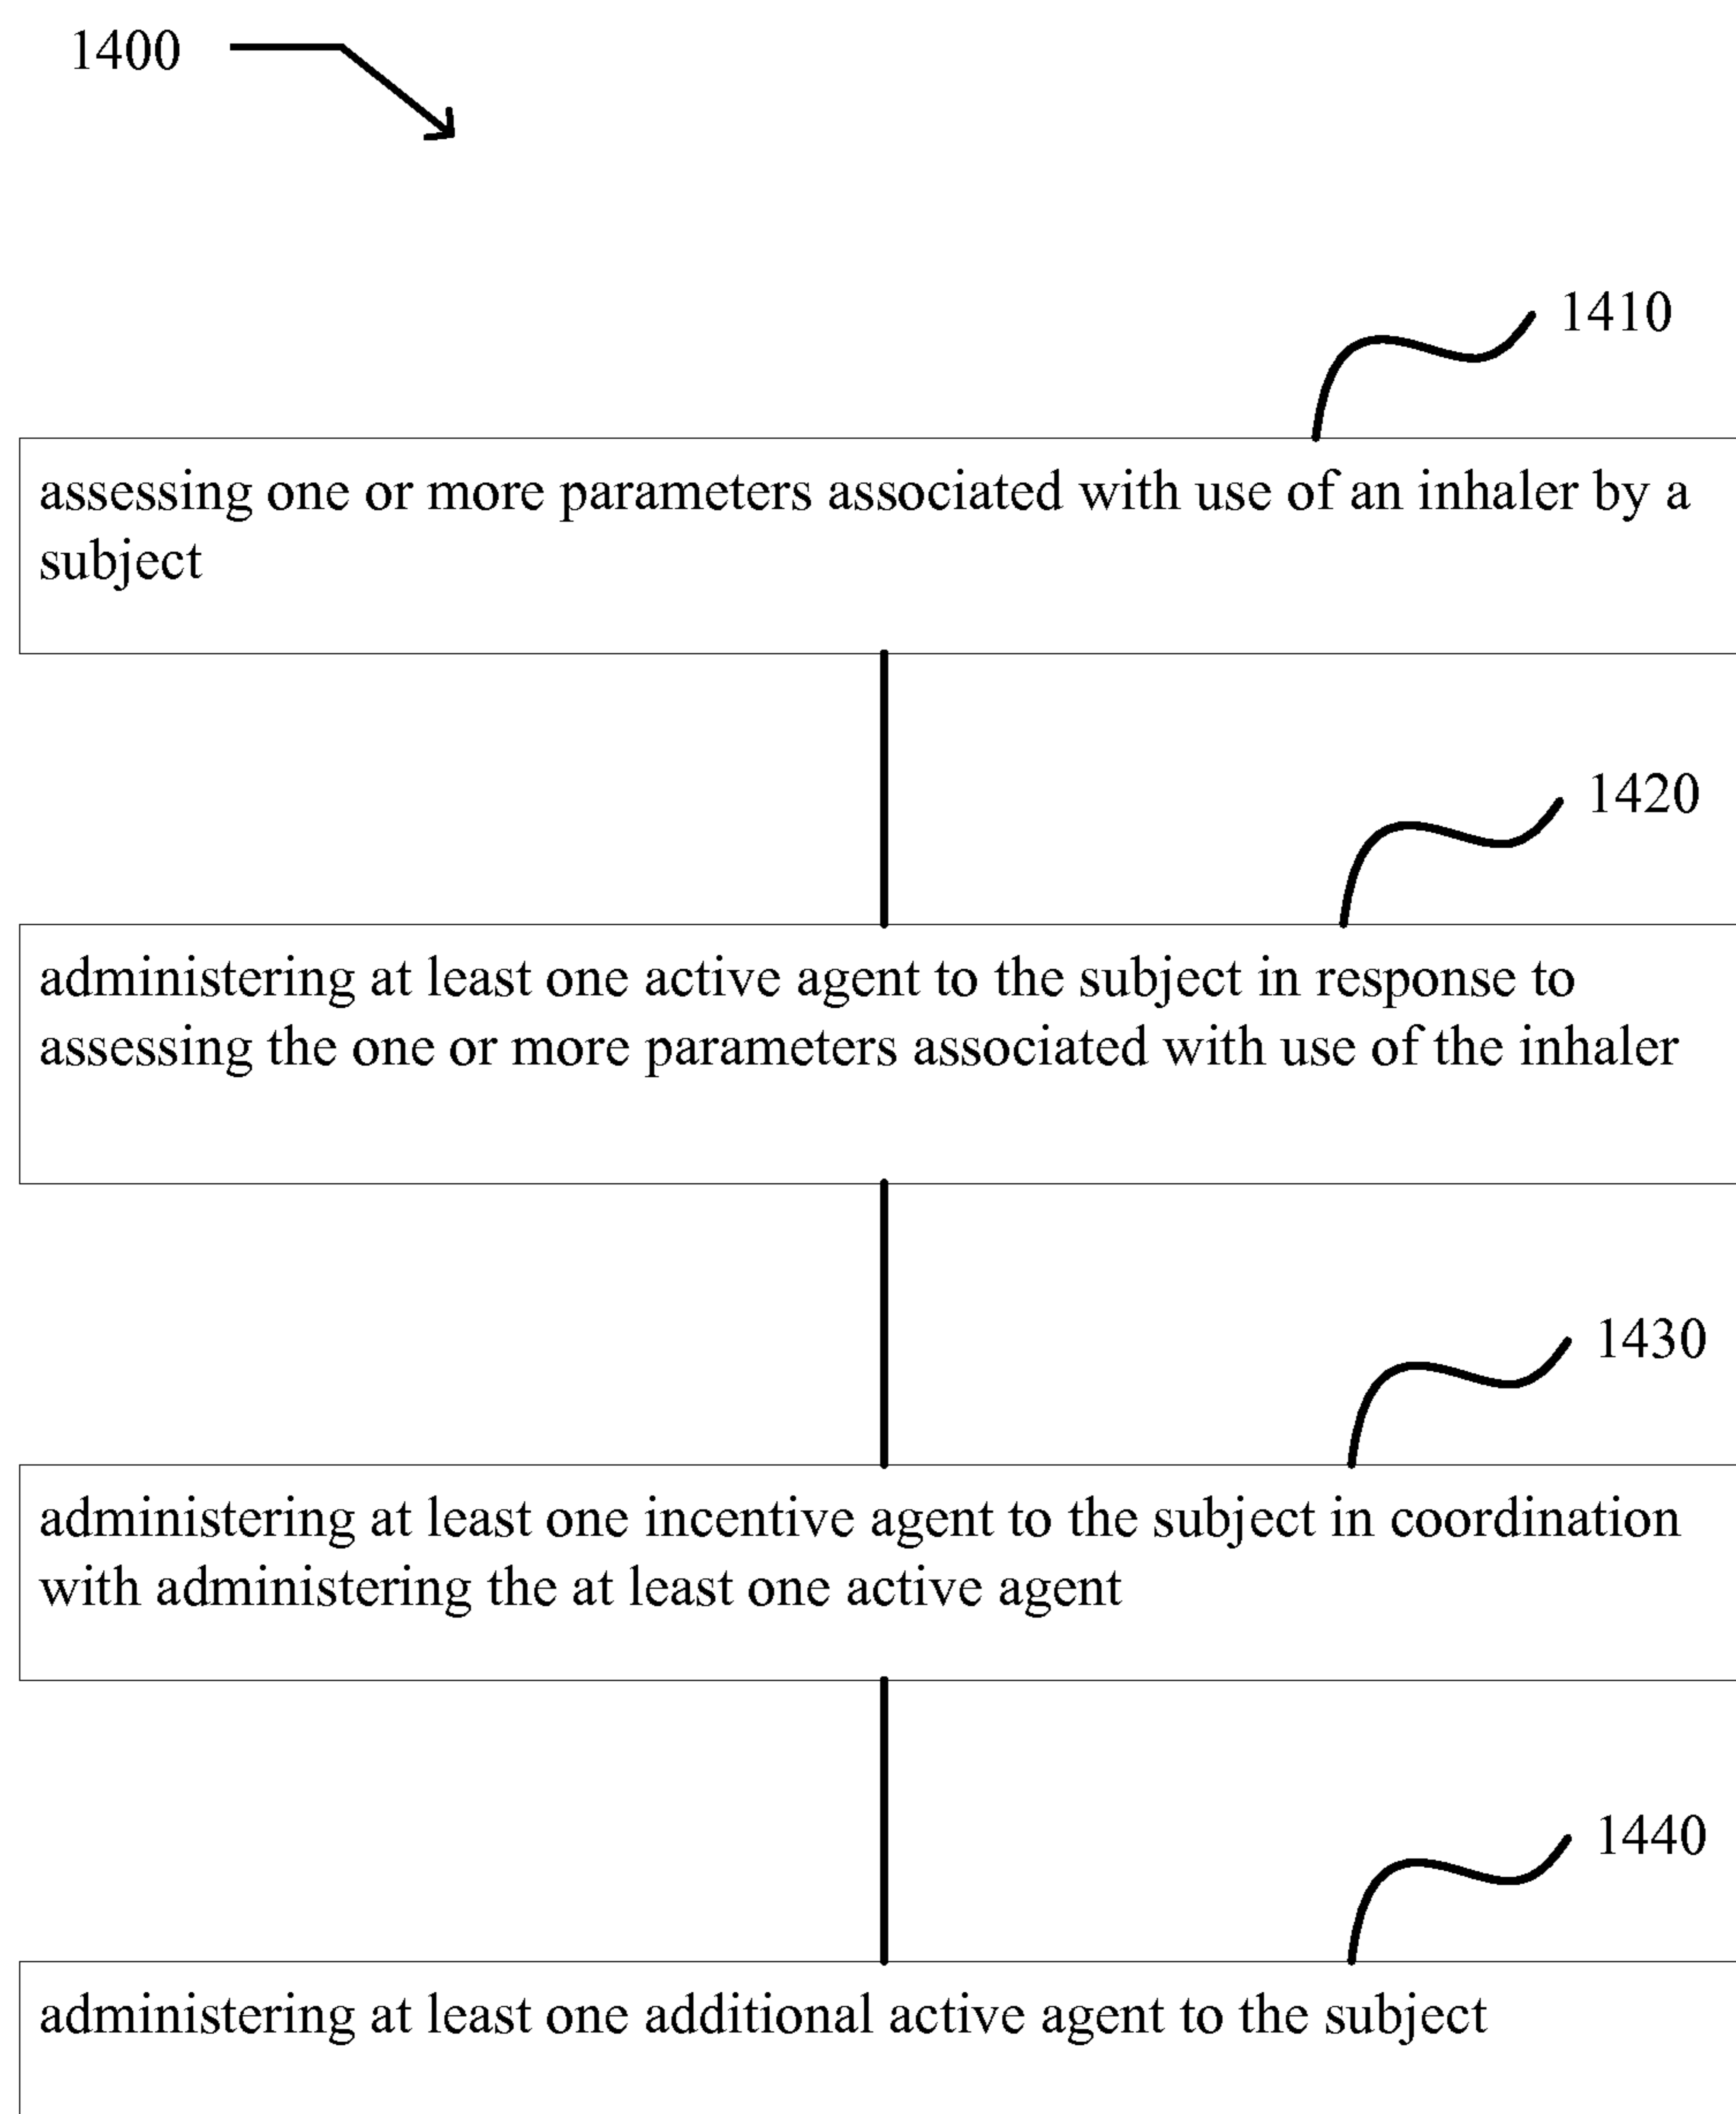 1400
1410
assessing one or more parameters associated with use of an inhaler by a
subject
1420
administering at least one active agent to the subject in response to
assessing the one or more parameters associated with use of the inhaler
1430
administering at least one incentive agent to the subject in coordination
with administering the at least one active agent
1440
administering at least one additional active agent to the subject